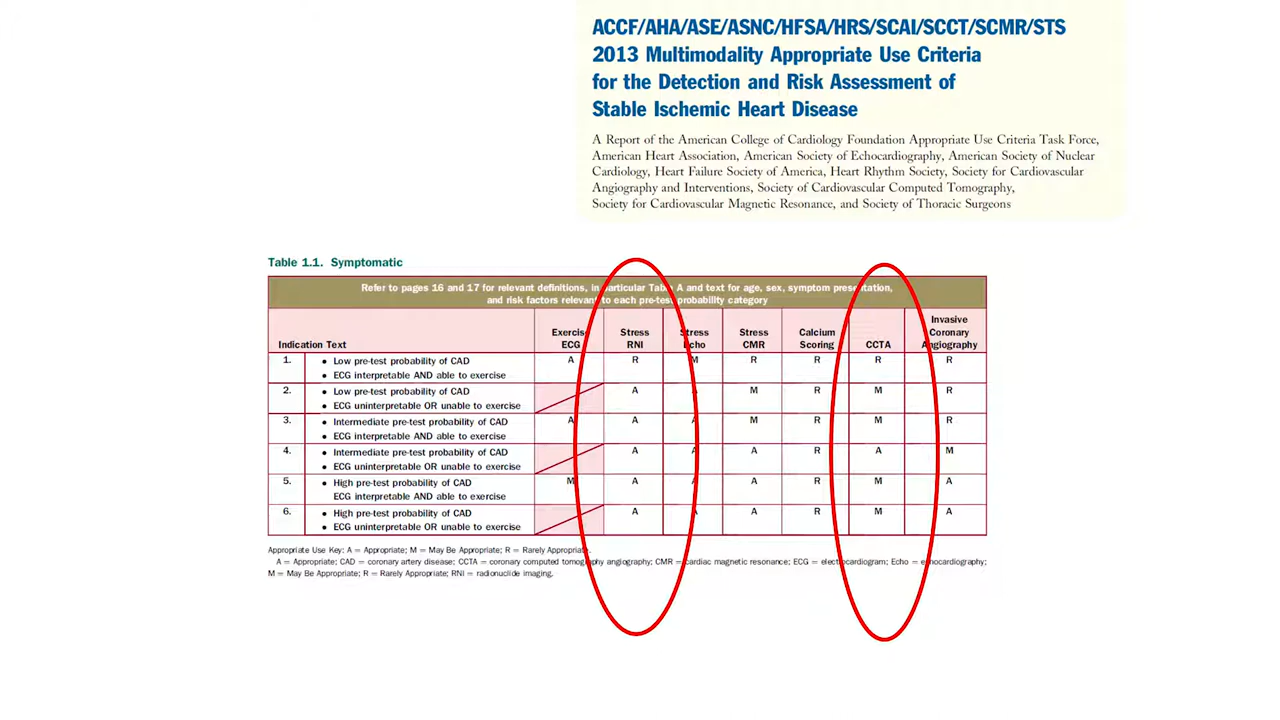 ACCF/AHA/ASE/ASNC/HFSA/HRS/SCAI/SCCT/SCMR/STS
2013 Multimodality Appropriate Use Criteria
for the Detection and Risk Assessment of
Stable Ischemic Heart Disease
A Report of the American College of Cardiology Foundation Appropriate Use Criteria Task Force,
American Heart Association, American Society of Echocardiography, American Society of Nuclear
Cardiology, Heart Failure Society of America, Heart Rhythm Society, Society for Cardiovascular
Angiography and Interventions, Society of Cardiovascular Computed Tomography,
Society for Cardiovascular Magnetic Resonance, and Society of Thoracic Surgeons
Table 1.1. Symptomatic
Refer to pages 16 and 17 for relevant definitions, in particular Table A and text for age, sex, symptom presentation,
and risk factors relevant to each pre-test probability category
Indication Text Exercise ECG Stress RNI Stress Echo Stress CMR Calcium Scoring CCTA Invasive Coronary Angiography
1. • Low pre-test probability of CAD A R M R R R R
• ECG interpretable AND able to exercise
2. • Low pre-test probability of CAD A A M R M R
• ECG uninterpretable OR unable to exercise
3. • Intermediate pre-test probability of CAD A A A M R M R
• ECG interpretable AND able to exercise
4. • Intermediate pre-test probability of CAD A A A R A M
• ECG uninterpretable OR unable to exercise
5. • High pre-test probability of CAD M A A A R M A
ECG interpretable AND able to exercise
6. • High pre-test probability of CAD A A A R M A
• ECG uninterpretable OR unable to exercise
Appropriate Use Key: A = Appropriate; M = May Be Appropriate; R = Rarely Appropriate.
A = Appropriate; CAD = coronary artery disease; CCTA = coronary computed tomography angiography; CMR = cardiac magnetic resonance; ECG = electrocardiogram; Echo = echocardiography;
M = May Be Appropriate; R = Rarely Appropriate; RNI = radionuclide imaging.